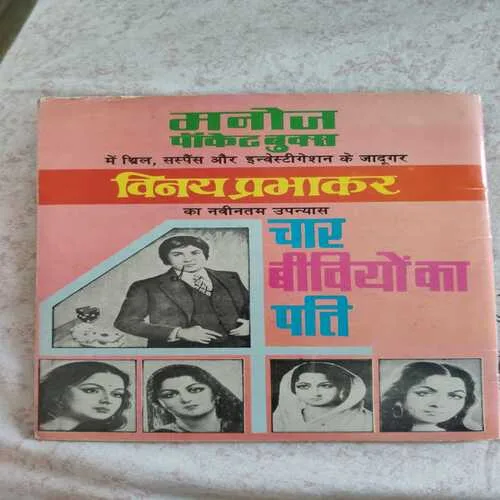 मनोज
पॉकेट बुक्स
में थ्रिल, सस्पैंस और इन्वेस्टीगेशन के जादूगर
विनय प्रभाकर
का नवीनतम उपन्यास
चार
बीवियों का
पति